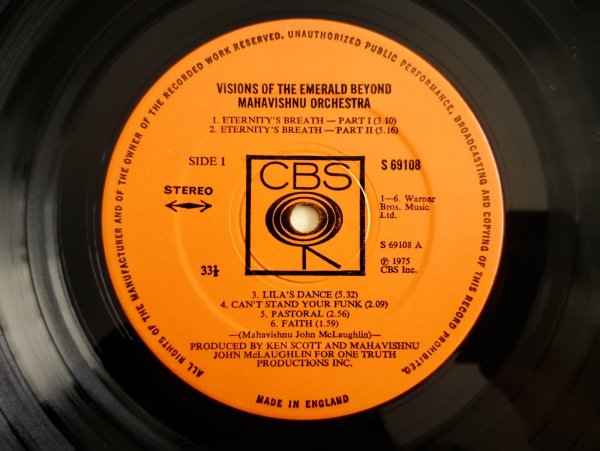 ALL RIGHTS OF THE MANUFACTURER AND OF THE OWNER OF THE RECORDED WORK RESERVED. UNAUTHORIZED PUBLIC PERFORMANCE, BROADCASTING AND COPYING OF THIS RECORD PROHIBITED.
VISIONS OF THE EMERALD BEYOND
MAHAVISHNU ORCHESTRA
1. ETERNITY'S BREATH — PART I (3.10)
2. ETERNITY'S BREATH — PART II (5.16)
SIDE 1
CBS
S 69108
STEREO
1—6. Warner
Bros. Music
Ltd.
S 69108 A
33⅓
℗ 1975
CBS Inc.
3. LILA'S DANCE (5.32)
4. CAN'T STAND YOUR FUNK (2.09)
5. PASTORAL (2.56)
6. FAITH (1.59)
—(Mahavishnu John McLaughlin)—
PRODUCED BY KEN SCOTT AND MAHAVISHNU
JOHN McLAUGHLIN FOR ONE TRUTH
PRODUCTIONS INC.
MADE IN ENGLAND